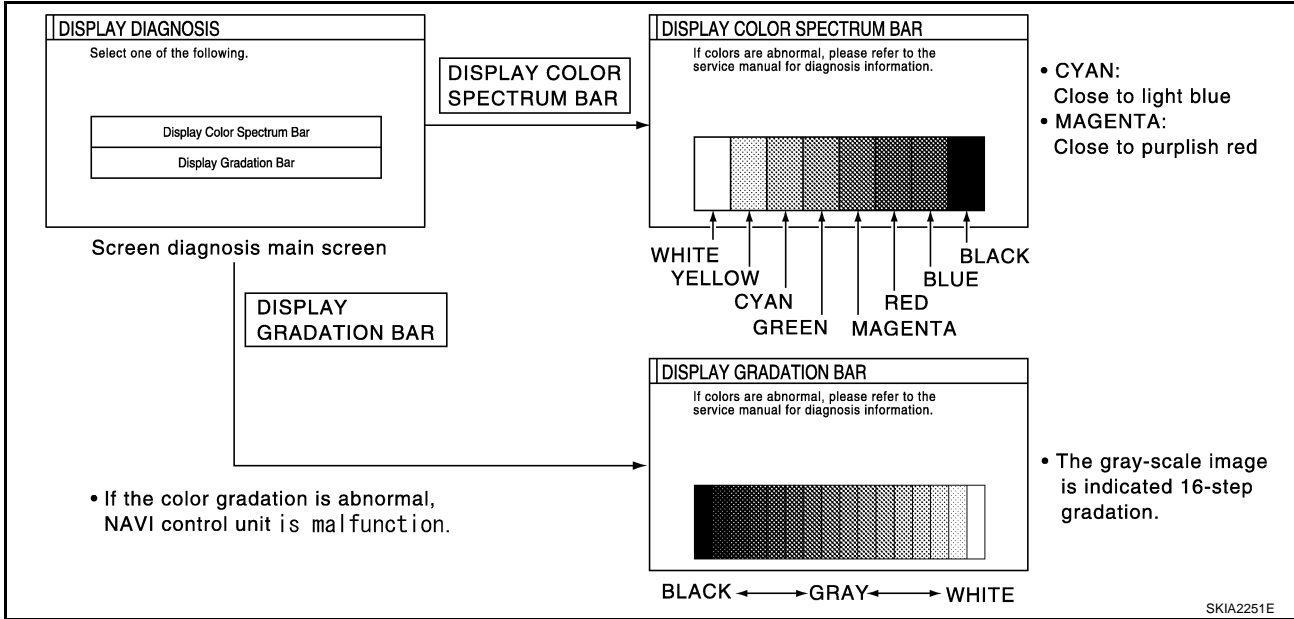 DISPLAY DIAGNOSIS
Select one of the following.
Display Color Spectrum Bar
Display Gradation Bar
Screen diagnosis main screen
DISPLAY COLOR
SPECTRUM BAR
DISPLAY COLOR SPECTRUM BAR
If colors are abnormal, please refer to the
service manual for diagnosis information.
WHITE
YELLOW
CYAN
GREEN
MAGENTA
RED
BLUE
BLACK
• CYAN:
Close to light blue
• MAGENTA:
Close to purplish red
DISPLAY
GRADATION BAR
• If the color gradation is abnormal,
NAVI control unit is malfunction.
DISPLAY GRADATION BAR
If colors are abnormal, please refer to the
service manual for diagnosis information.
BLACK GRAY WHITE
• The gray-scale image
is indicated 16-step
gradation.
SKIA2251E